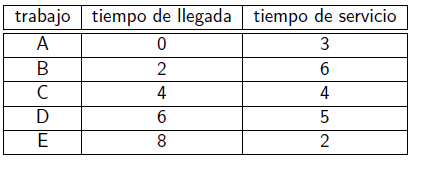 trabajo tiempo de llegada tiempo de servicio
A 0 3
B 2 6
C 4 4
D 6 5
E 8 2